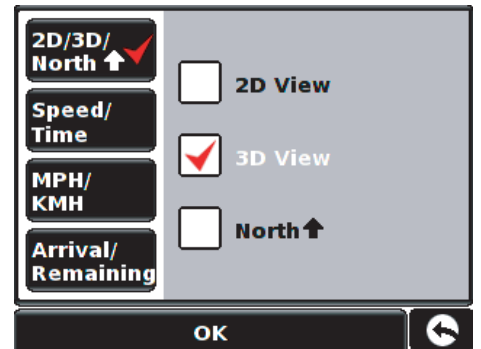 2D/3D/
North ↑
Speed/
Time
MPH/
KMH
Arrival/
Remaining
2D View
3D View
North ↑
OK